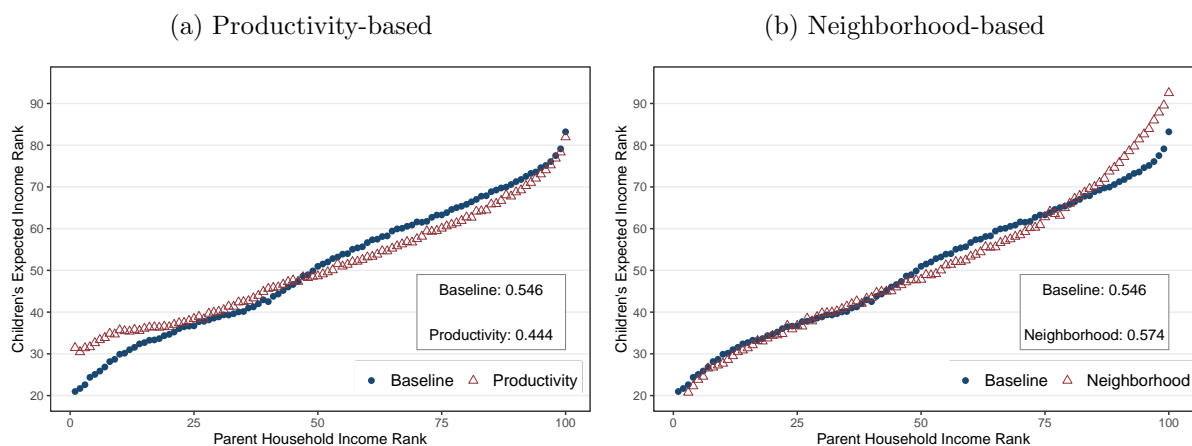 (a) Productivity-based
Children's Expected Income Rank
90
80
70
60
50
40
30
20
Baseline: 0.546
Productivity: 0.444
Baseline
Productivity
0
25
50
75
100
Parent Household Income Rank
(b) Neighborhood-based
Children's Expected Income Rank
90
80
70
60
50
40
30
20
Baseline: 0.546
Neighborhood: 0.574
Baseline
Neighborhood
0
25
50
75
100
Parent Household Income Rank